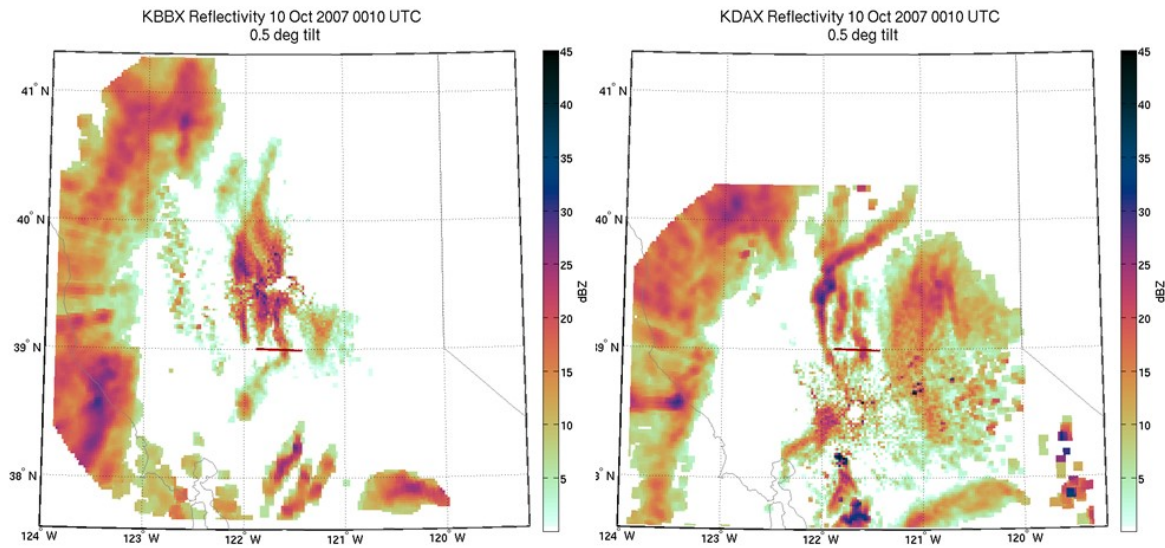 KBBX Reflectivity 10 Oct 2007 0010 UTC
0.5 deg tilt
41° N
40° N
39° N
38° N
124 W
123° W
122° W
121° W
120° W
45
40
35
30
25
20
15
10
5
dBZ
KDAX Reflectivity 10 Oct 2007 0010 UTC
0.5 deg tilt
41° N
40° N
9° N
° N
124 W
123° W
122° W
121° W
120° W
45
40
35
30
25
20
15
10
5
dBZ